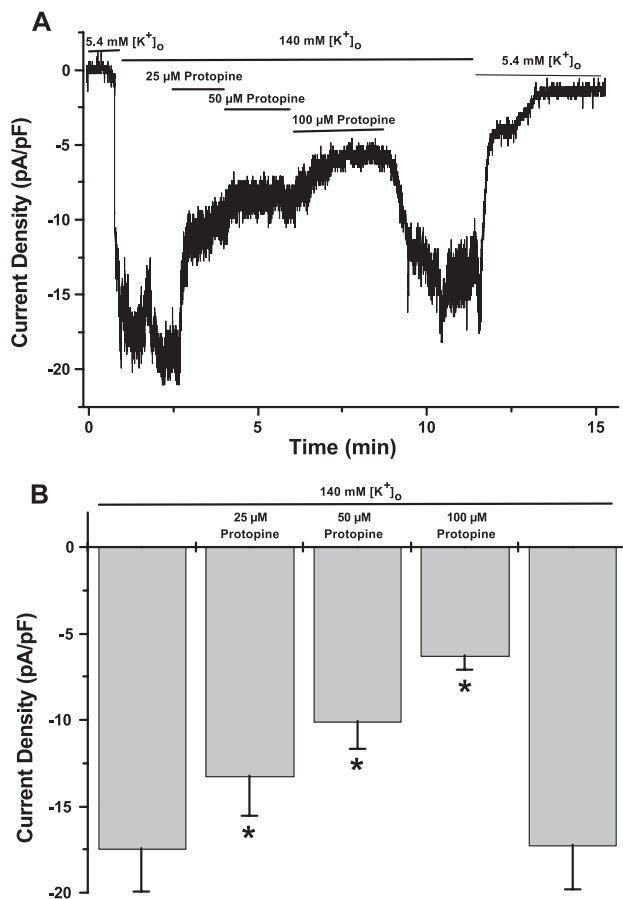 A
5.4 mM [K+]o
140 mM [K+]o
5.4 mM [K+]o
25 µM Protopine
50 µM Protopine
100 µM Protopine
0
-5
-10
-15
-20
Current Density (pA/pF)
0 5 10 15
Time (min)
B
140 mM [K+]o
25 µM Protopine
50 µM Protopine
100 µM Protopine
0
-5
-10
-15
-20
Current Density (pA/pF)
*
*
*